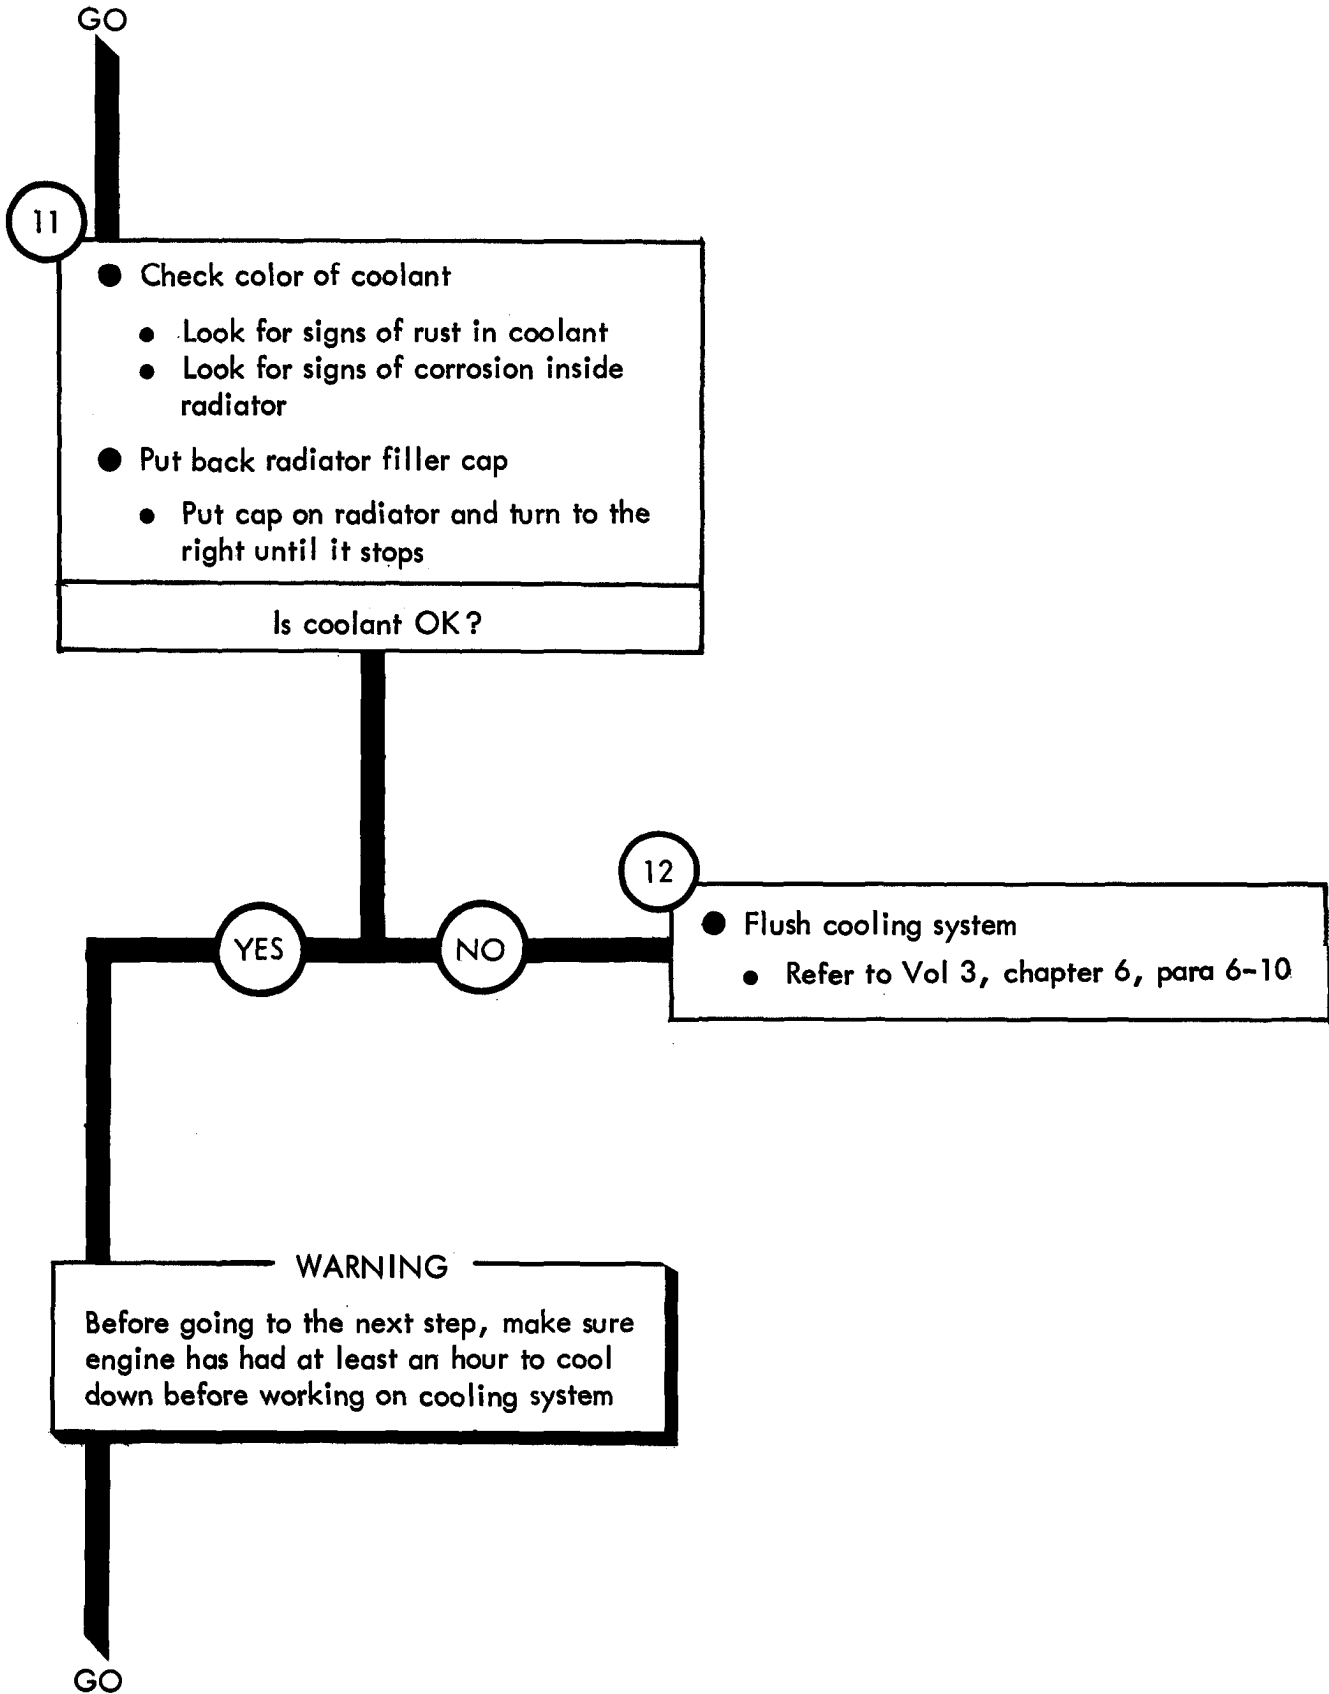 GO
11
● Check color of coolant
● Look for signs of rust in coolant
● Look for signs of corrosion inside
radiator
● Put back radiator filler cap
● Put cap on radiator and turn to the
right until it stops
Is coolant OK?
YES
NO
12
● Flush cooling system
● Refer to Vol 3, chapter 6, para 6-10
WARNING
Before going to the next step, make sure
engine has had at least an hour to cool
down before working on cooling system
GO